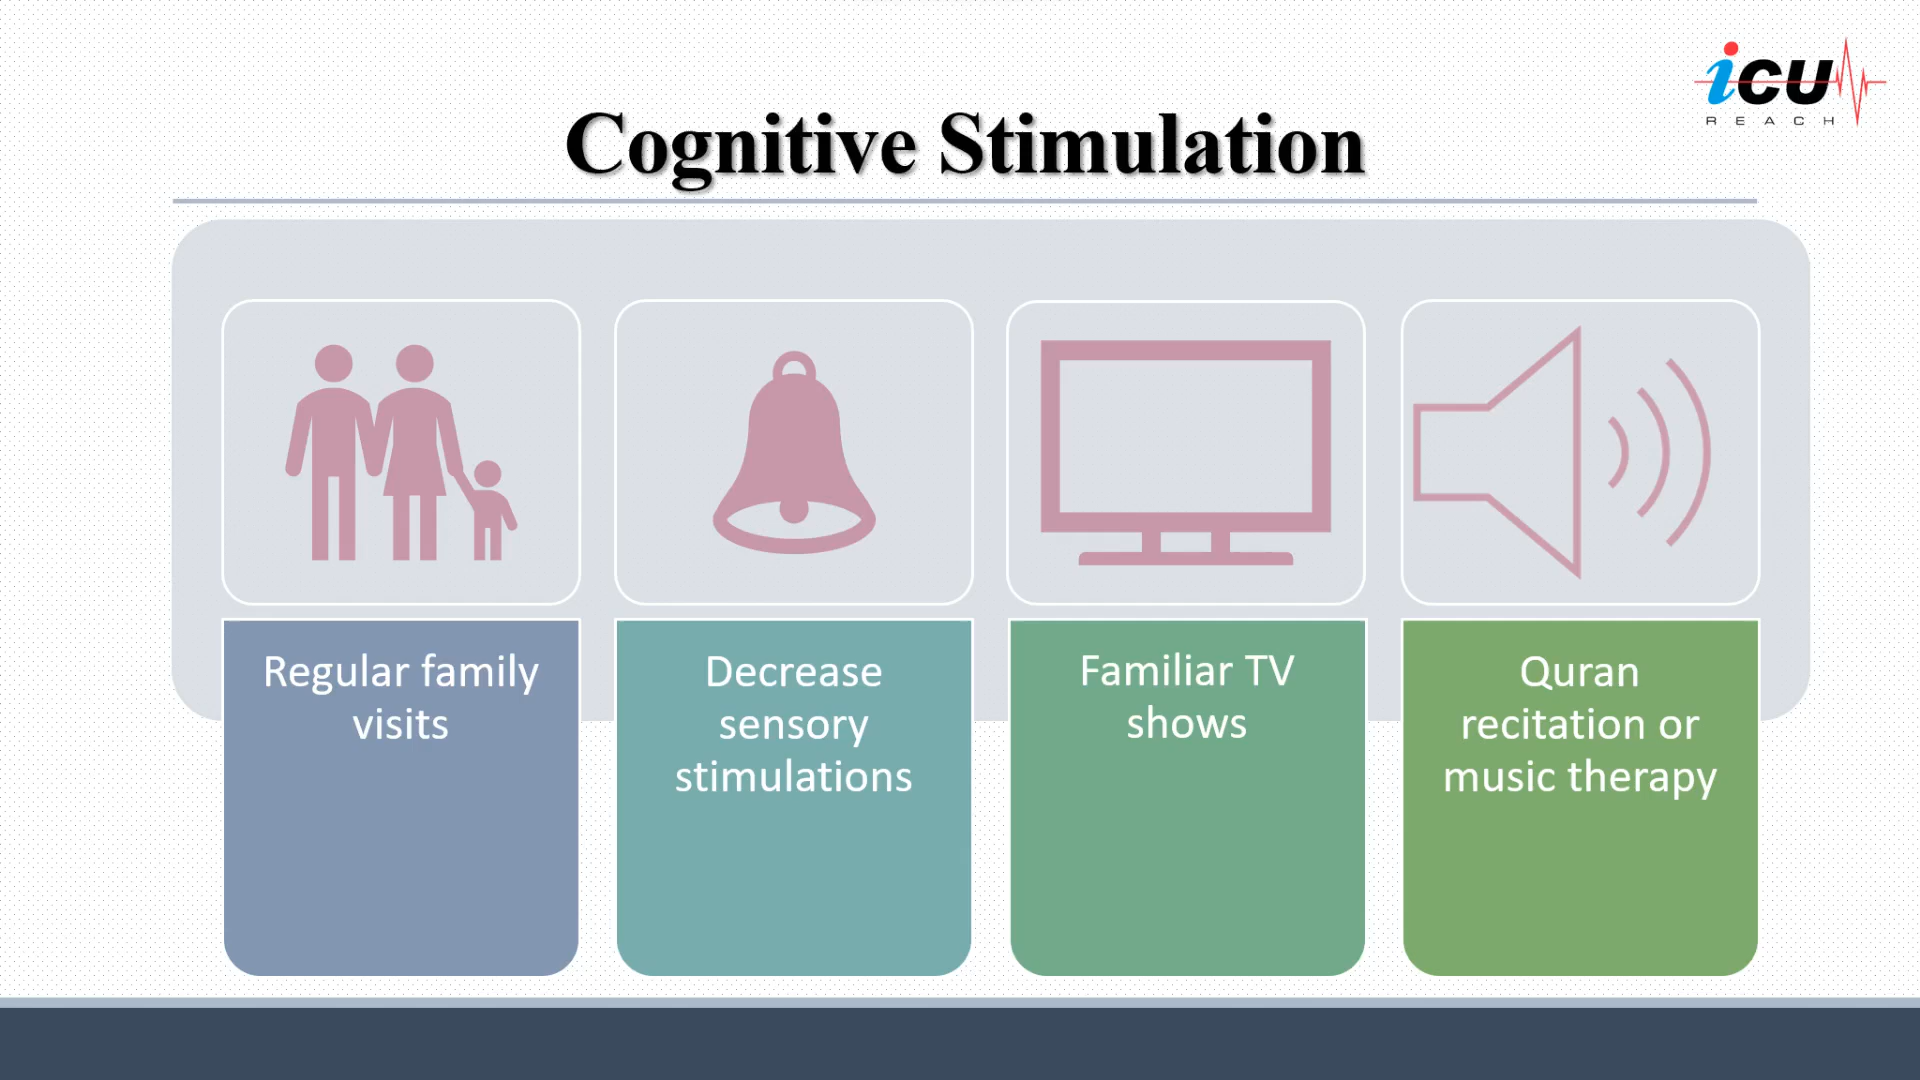 icu
REACH
Cognitive Stimulation
Regular family
visits
Decrease
sensory
stimulations
Familiar TV
shows
Quran
recitation or
music therapy